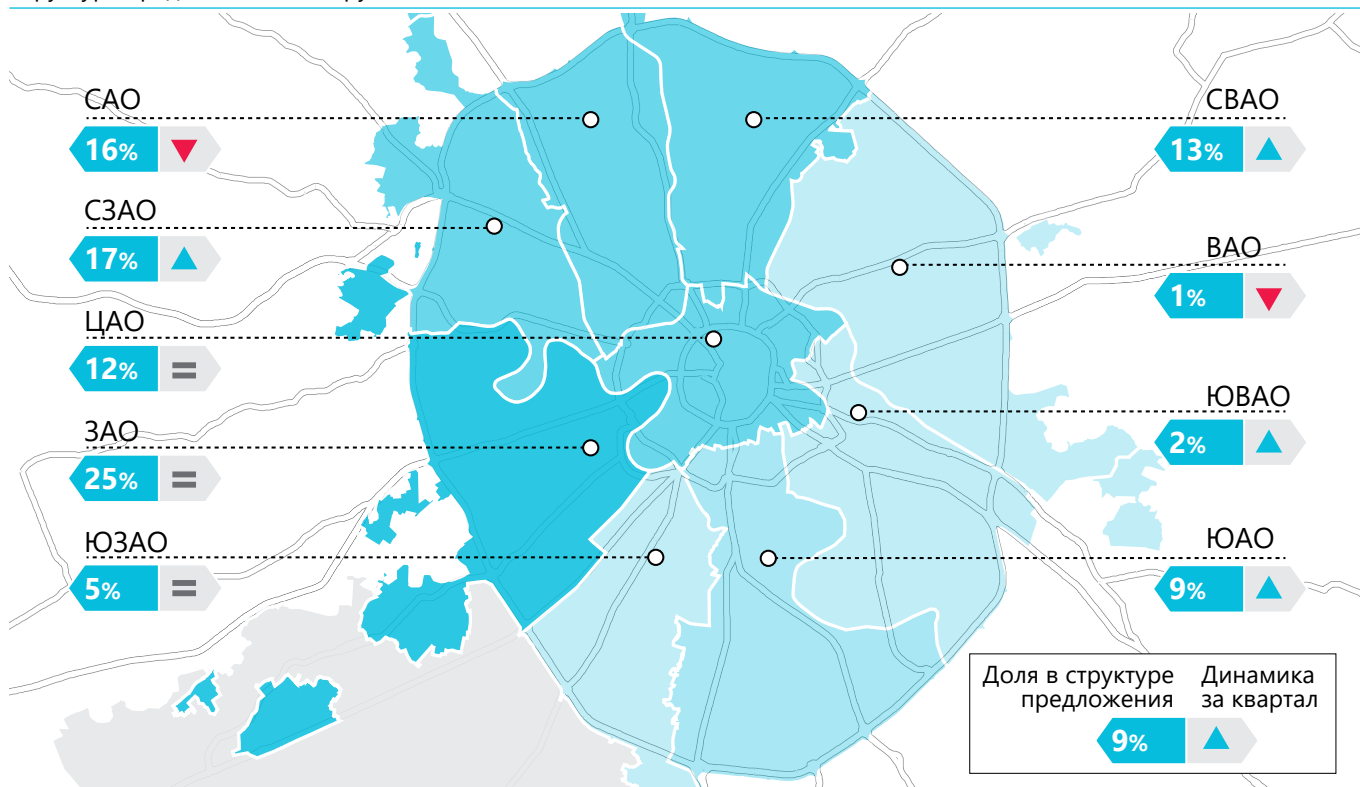 САО
16%
СЗАО
17%
ЦАО
12%
=
ЗАО
25%
=
ЮЗАО
5%
=
СВАО
13%
ВАО
1%
ЮВАО
2%
ЮАО
9%
Доля в структуре предложения
Динамика за квартал
9%